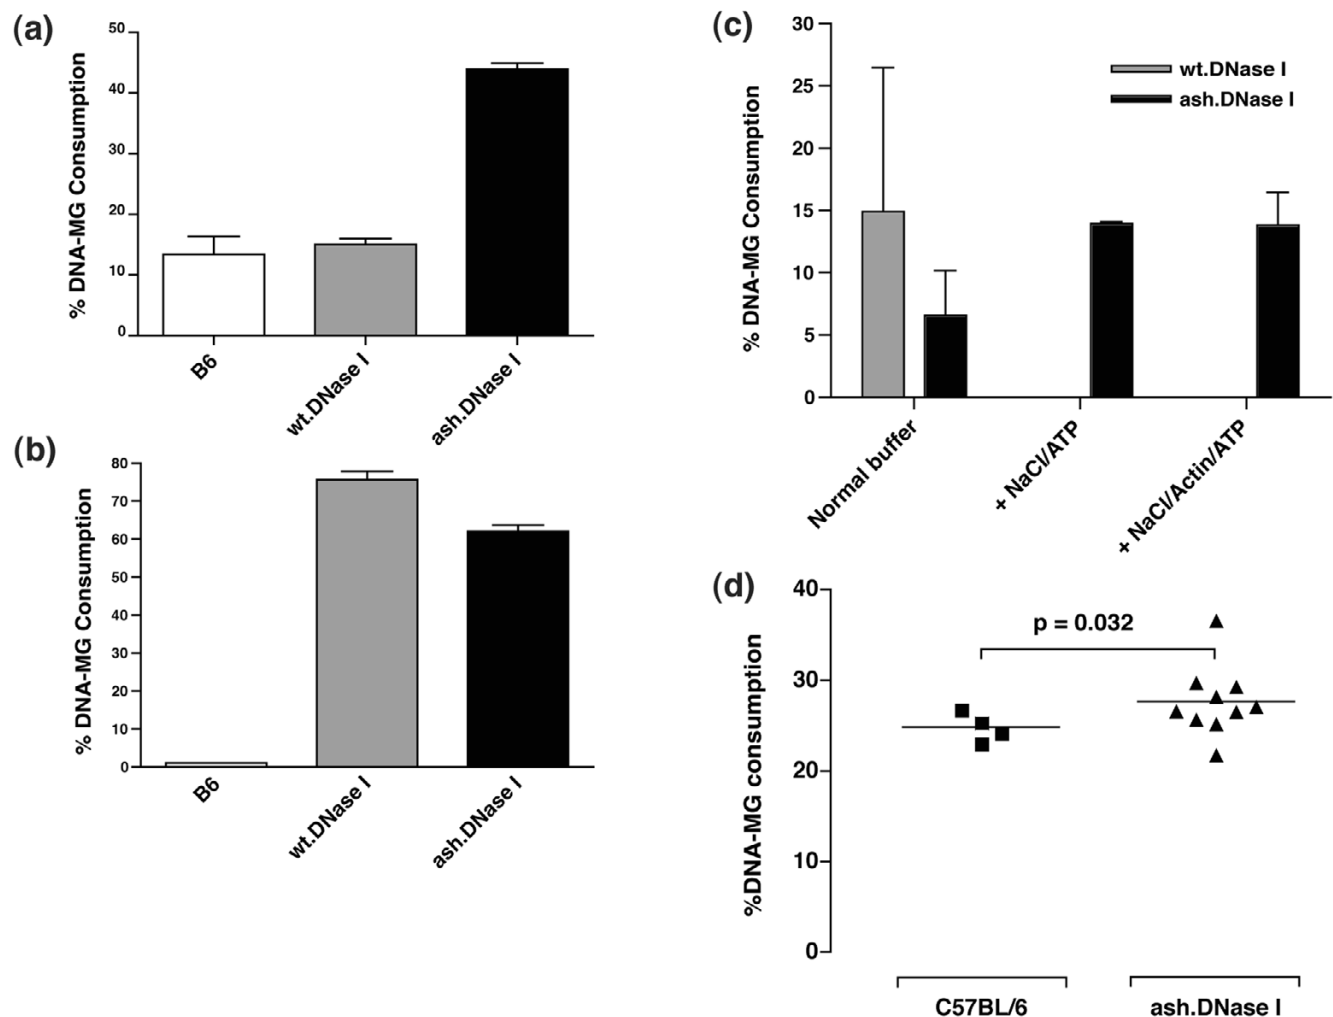 (a)
% DNA-MG Consumption
50
40
30
20
10
0
B6
wt.DNase I
ash.DNase I
(b)
% DNA-MG Consumption
80
70
60
50
40
30
20
10
0
B6
wt.DNase I
ash.DNase I
(c)
% DNA-MG Consumption
30
25
20
15
10
5
0
wt.DNase I
ash.DNase I
Normal buffer
+ NaCl/ATP
+ NaCl/Actin/ATP
(d)
%DNA-MG consumption
40
30
20
10
0
p = 0.032
C57BL/6
ash.DNase I